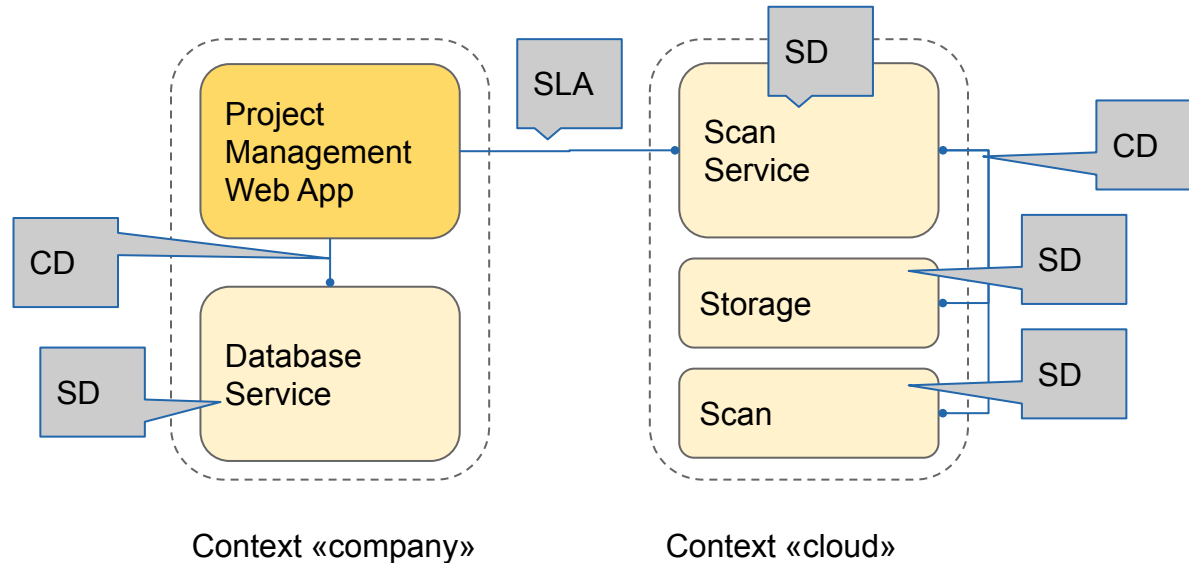 SD
SLA
Project
Management
Web App
Scan
Service
CD
CD
SD
Storage
Database
Service
SD
SD
Scan
Context «company»
Context «cloud»